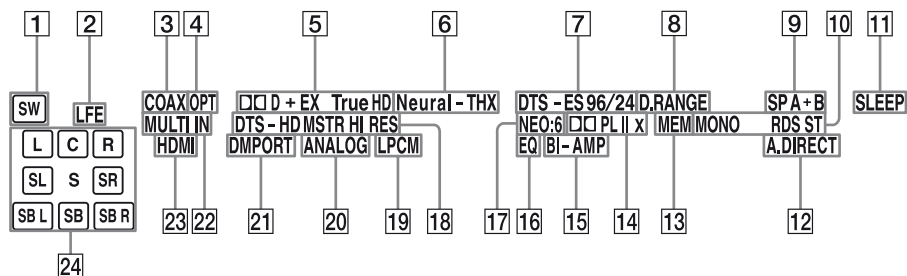 1 2 3 4 5 6 7 8 9 10 11
SW LFE COAX OPT D + EX True HD Neural - THX DTS - ES 96/24 D.RANGE SP A + B SLEEP
MULTI IN DTS - HD MSTR HI RES NEO:6 PL II x MEM MONO RDS ST
L C R HDMI DMPORT ANALOG LPCM EQ BI - AMP A.DIRECT
SL S SR
SB L SB SB R
23 22 21 20 19 18 17 16 15 14 13 12
24